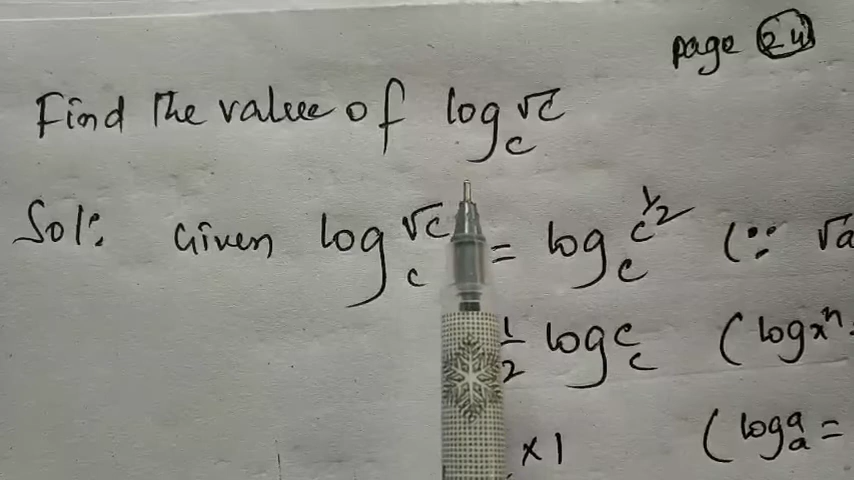 page 24
Find The value of log_c √c
Sol: Given log_c √c = log_c c^1/2 (∵ √a
1/2 log_c c (log x^n
× 1 (log_a a =